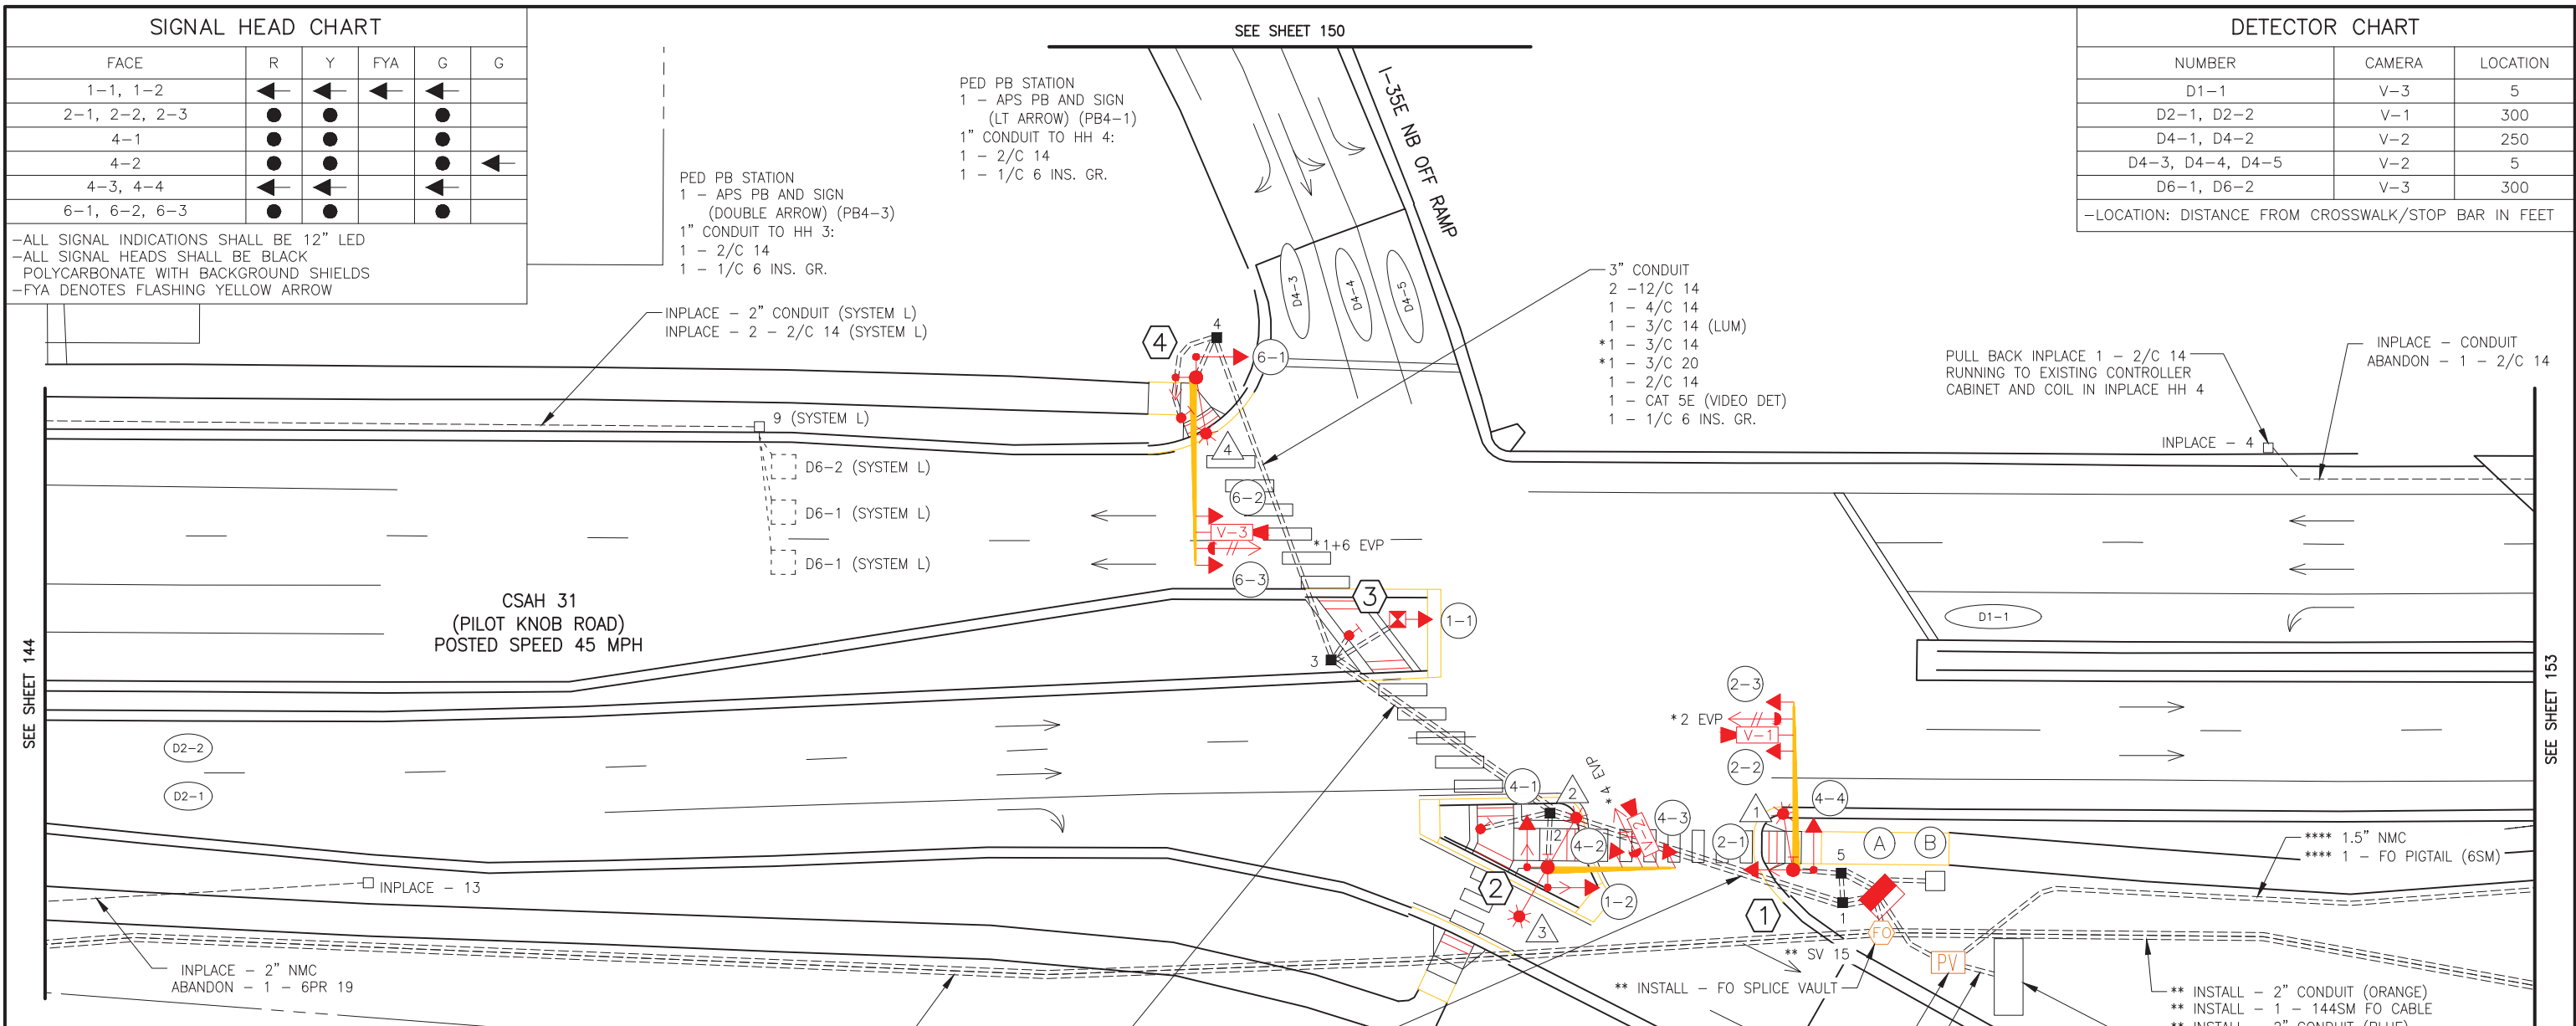 SIGNAL HEAD CHART
FACE R Y FYA G G
1-1, 1-2
2-1, 2-2, 2-3
4-1
4-2
4-3, 4-4
6-1, 6-2, 6-3
-ALL SIGNAL INDICATIONS SHALL BE 12" LED
-ALL SIGNAL HEADS SHALL BE BLACK
POLYCARBONATE WITH BACKGROUND SHIELDS
-FYA DENOTES FLASHING YELLOW ARROW
SEE SHEET 150
DETECTOR CHART
NUMBER CAMERA LOCATION
D1-1 V-3 5
D2-1, D2-2 V-1 300
D4-1, D4-2 V-2 250
D4-3, D4-4, D4-5 V-2 5
D6-1, D6-2 V-3 300
-LOCATION: DISTANCE FROM CROSSWALK/STOP BAR IN FEET
PED PB STATION
1 - APS PB AND SIGN
(LT ARROW) (PB4-1)
1" CONDUIT TO HH 4:
1 - 2/C 14
1 - 1/C 6 INS. GR.
PED PB STATION
1 - APS PB AND SIGN
(DOUBLE ARROW) (PB4-3)
1" CONDUIT TO HH 3:
1 - 2/C 14
1 - 1/C 6 INS. GR.
I-35E NB OFF RAMP
D4-3
D4-4
D4-5
3" CONDUIT
2 -12/C 14
1 - 4/C 14
1 - 3/C 14 (LUM)
*1 - 3/C 14
*1 - 3/C 20
1 - 2/C 14
1 - CAT 5E (VIDEO DET)
1 - 1/C 6 INS. GR.
INPLACE - 2" CONDUIT (SYSTEM L)
INPLACE - 2 - 2/C 14 (SYSTEM L)
4
4
6-1
PULL BACK INPLACE 1 - 2/C 14
RUNNING TO EXISTING CONTROLLER
CABINET AND COIL IN INPLACE HH 4
INPLACE - CONDUIT
ABANDON - 1 - 2/C 14
INPLACE - 4
9 (SYSTEM L)
4
D6-2 (SYSTEM L)
D6-1 (SYSTEM L)
D6-1 (SYSTEM L)
6-2
V-3
*1+6 EVP
6-3
CSAH 31
(PILOT KNOB ROAD)
POSTED SPEED 45 MPH
3
1-1
3
D1-1
SEE SHEET 144
SEE SHEET 153
2-3
*2 EVP
V-1
2-2
D2-2
D2-1
4-1
2
*4 EVP
V-2
4-3
1
4-4
2
4-2
2-1
A
B
5
**** 1.5" NMC
**** 1 - FO PIGTAIL (6SM)
INPLACE - 13
2
1-2
1
1
3
FO
PV
** SV 15
** INSTALL - FO SPLICE VAULT
INPLACE - 2" NMC
ABANDON - 1 - 6PR 19
** INSTALL - 2" CONDUIT (ORANGE)
** INSTALL - 1 - 144SM FO CABLE
** INSTALL - 2" CONDUIT (BLUE)